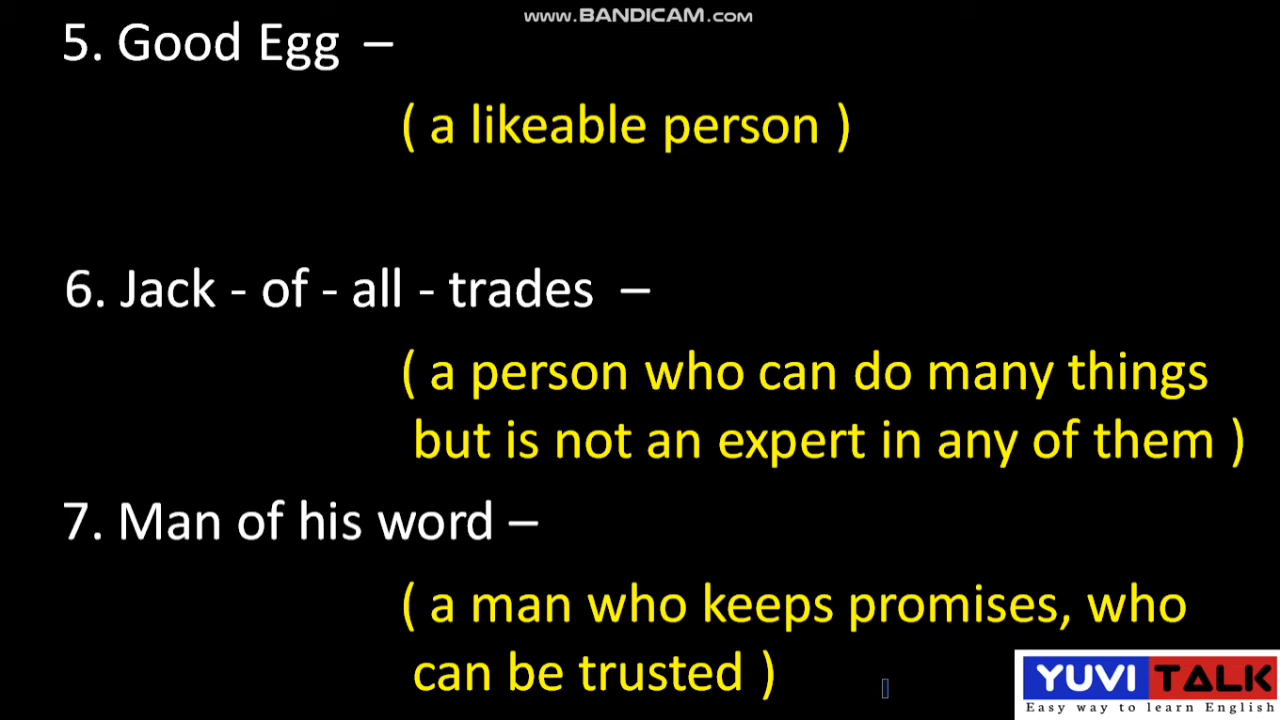 www.BANDICAM.com
5. Good Egg –
( a likeable person )
6. Jack - of - all - trades –
( a person who can do many things
but is not an expert in any of them )
7. Man of his word –
( a man who keeps promises, who
can be trusted )
YUVI TALK
Easy way to learn English